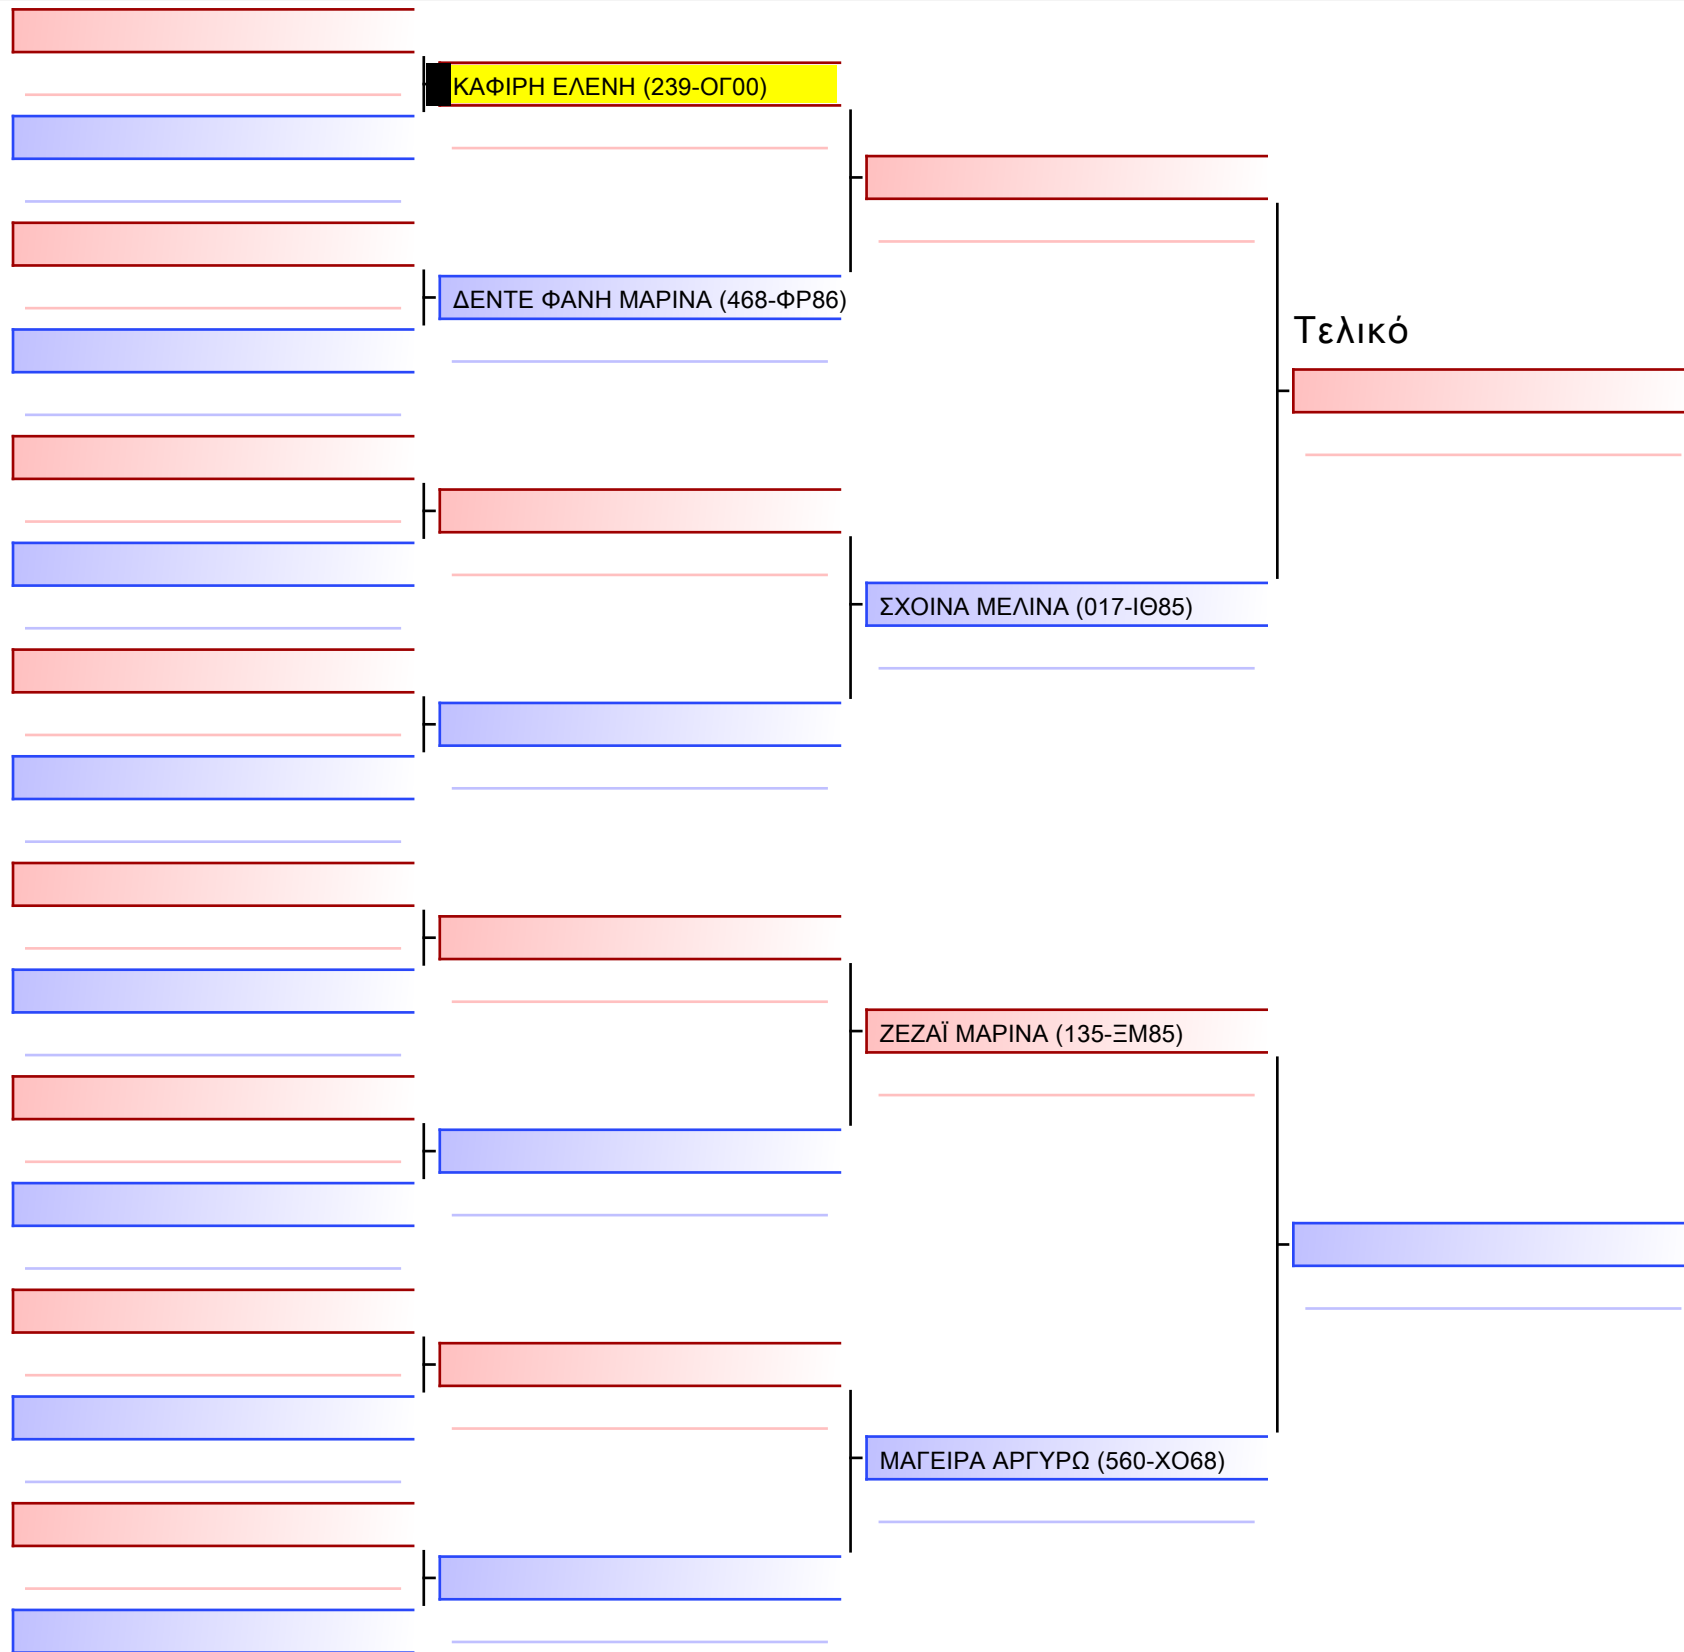 ΚΑΦΙΡΗ ΕΛΕΝΗ (239-ΟΓ00)
ΔΕΝΤΕ ΦΑΝΗ ΜΑΡΙΝΑ (468-ΦΡ86)
Τελικό
ΣΧΟΙΝΑ ΜΕΛΙΝΑ (017-ΙΘ85)
ΖΕΖΑΪ ΜΑΡΙΝΑ (135-ΞΜ85)
ΜΑΓΕΙΡΑ ΑΡΓΥΡΩ (560-ΧΟ68)